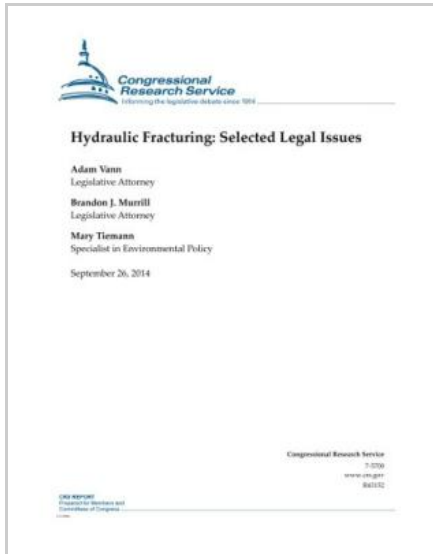 Congressional
Research Service
Informing the legislative debate since 1914
Hydraulic Fracturing: Selected Legal Issues
Adam Vann
Legislative Attorney
Brandon J. Murrill
Legislative Attorney
Mary Tiemann
Specialist in Environmental Policy
September 26, 2014
Congressional Research Service
7-5700
www.crs.gov
R43152
CRS REPORT
Prepared for Members and
Committees of Congress